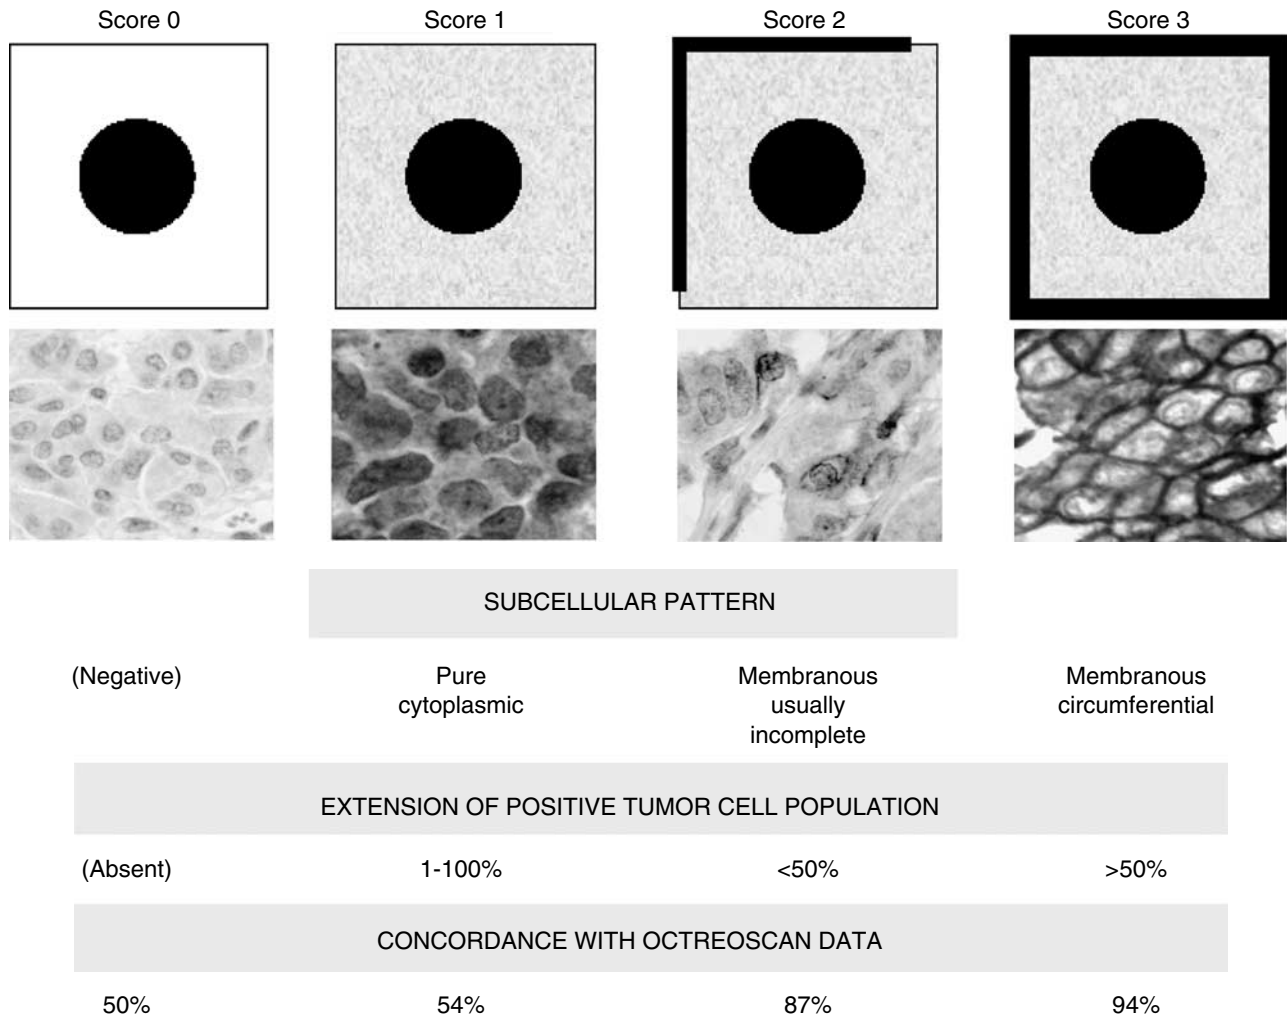 Score 0 Score 1 Score 2 Score 3
SUBCELLULAR PATTERN
(Negative) Pure Membranous Membranous
cytoplasmic usually circumferential
incomplete
EXTENSION OF POSITIVE TUMOR CELL POPULATION
(Absent) 1-100% <50% >50%
CONCORDANCE WITH OCTREOSCAN DATA
50% 54% 87% 94%